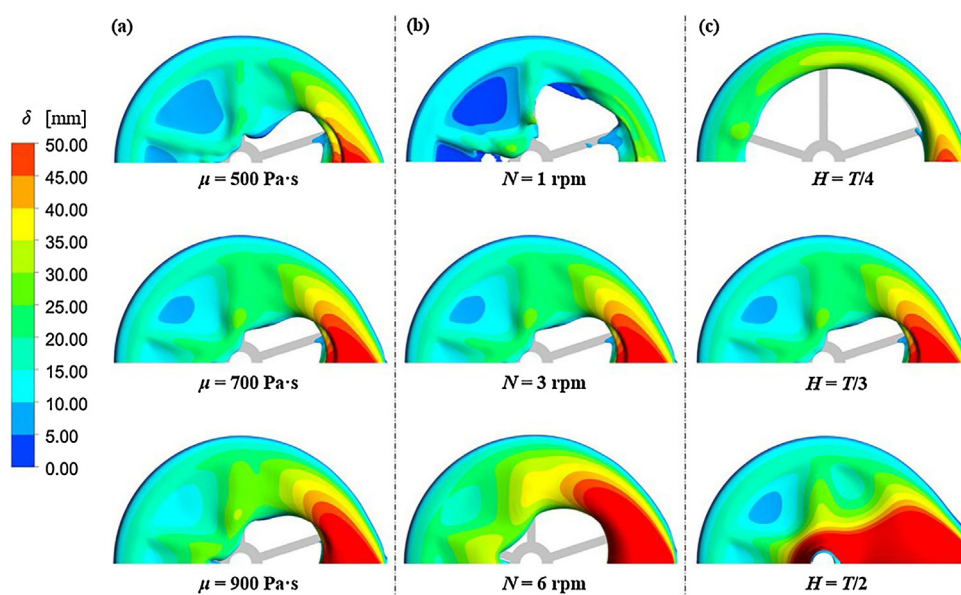 (a)
(b)
(c)
δ [mm]
50.00
45.00
40.00
35.00
30.00
25.00
20.00
15.00
10.00
5.00
0.00
μ = 500 Pa·s
N = 1 rpm
H = T/4
μ = 700 Pa·s
N = 3 rpm
H = T/3
μ = 900 Pa·s
N = 6 rpm
H = T/2